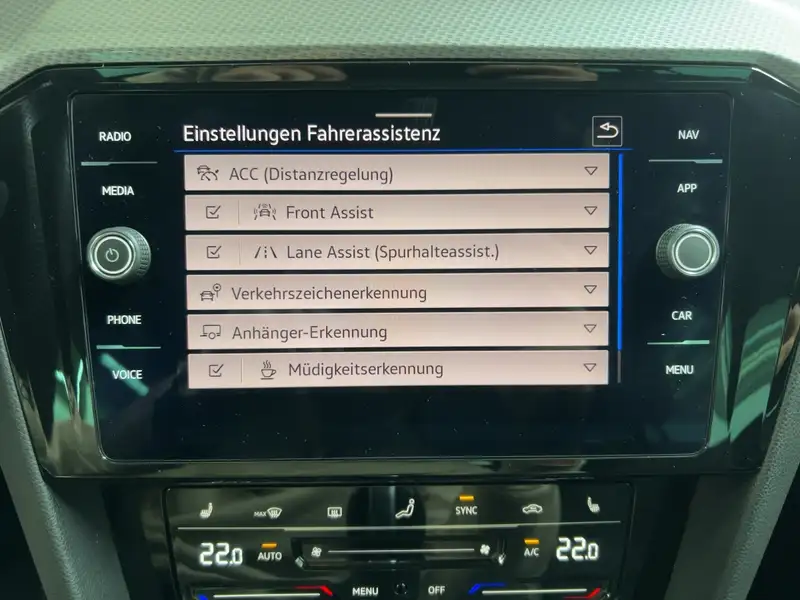 Einstellungen Fahrerassistenz
RADIO
NAV
ACC (Distanzregelung)
MEDIA
APP
Front Assist
Lane Assist (Spurhalteassist.)
Verkehrszeichenerkennung
PHONE
CAR
Anhänger-Erkennung
VOICE
Müdigkeitserkennung
MENU
MAX
SYNC
22.0
AUTO
A/C
22.0
MENU
OFF